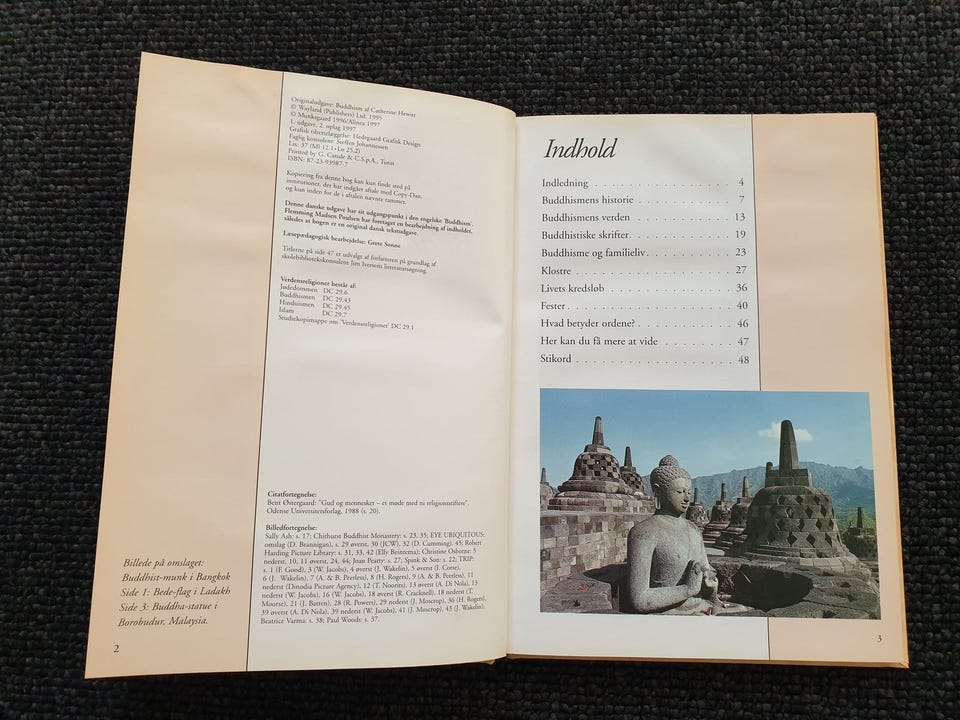 Originaludgave: Buddhism af Catherine Hewitt
© Wayland (Publishers) Ltd. 1995
© Munksgaard 1996/Alinea 1997
1. udgave, 2. oplag 1997
Grafisk tilrettelæggelse: Hedegaard Grafisk Design
Faglig konsulent: Steffen Johannessen
Lix: 37 (Ml 12.1 • Lo 25.2)
Printed by G. Canale & C.S.p.A., Turin
ISBN: 87-23-93987-7
Kopiering fra denne bog kan kun finde sted på
institutioner, der har indgået aftale med Copy-Dan,
og kun inden for de i aftalen nævnte rammer.
Denne danske udgave har sit udgangspunkt i den engelske 'Buddhism'.
Flemming Madsen Poulsen har foretaget en bearbejdning af indholdet,
således at bogen er en original dansk tekstudgave.
Læsepædagogisk bearbejdelse: Grete Sonne
Titlerne på side 47 er udvalgt af forfatteren på grundlag af
skolebibliotekskonsulent Jim Iversens litteratursøgning.
Verdensreligioner består af:
Jødedommen DC 29.6
Buddhismen DC 29.43
Hinduismen DC 29.45
Islam DC 29.7
Studiekopimappe om 'Verdensreligioner' DC 29.1
Citatfortegnelse:
Bent Østergaard: "Gud og mennesket – et møde med ni religionsstiftere".
Odense Universitetsforlag, 1988 (s. 20).
Billedfortegnelse:
Sally Ash: s. 17; Chithurst Buddhist Monastery: s. 23, 35; EYE UBIQUITOUS:
omslag (D. Brannigan), s. 29 øverst, 30 (JCW), 32 (D. Cumming), 45; Robert
Harding Picture Library: s. 31, 33, 42 (Elly Beintema); Christine Osborne: 5
nederst, 10, 11 øverst, 24, 44; Joan Peatty: s. 27; Spink & Son: s. 22; TRIP:
s. 1 (F. Good), 3 (W. Jacobs), 4 (J. Wakelin), 5 øverst (J. Corse),
6 (J. Wakelin), 7 (A. & B. Peerless), 8 (H. Rogers), 9 (A. & B. Peerless), 11
nederst (Dinodia Picture Agency), 12 (T. Noorits), 13 øverst (A. Di Nola), 13
nederst (W. Jacobs), 16 (W. Jacobs), 18 øverst (R. Cracknell), 18 nederst (T.
Moorse), 21 (J. Batten), 28 (R. Powers), 29 nederst (J. Moscrop), 36 (H. Rogers),
39 øverst (A. Di Nola), 39 nederst (W. Jacobs), 41 (J. Moscrop), 43 (J. Wakelin);
Beatrice Varma: s. 38; Paul Woods: s. 37.
Billede på omslaget:
Buddhist-munk i Bangkok
Side 1: Bede-flag i Ladakh
Side 3: Buddha-statue i
Borobudur, Malaysia.
2
Indhold
Indledning . . . . . . . . . . . . . . . . 4
Buddhismens historie . . . . . . . . . . 7
Buddhismens verden . . . . . . . . . . 13
Buddhistiske skrifter . . . . . . . . . . 19
Buddhisme og familieliv . . . . . . . . 23
Klostre . . . . . . . . . . . . . . . . 27
Livets kredsløb . . . . . . . . . . . . 36
Fester . . . . . . . . . . . . . . . . . 40
Hvad betyder ordene? . . . . . . . . . 46
Her kan du få mere at vide . . . . . . . 47
Stikord . . . . . . . . . . . . . . . . 48
3